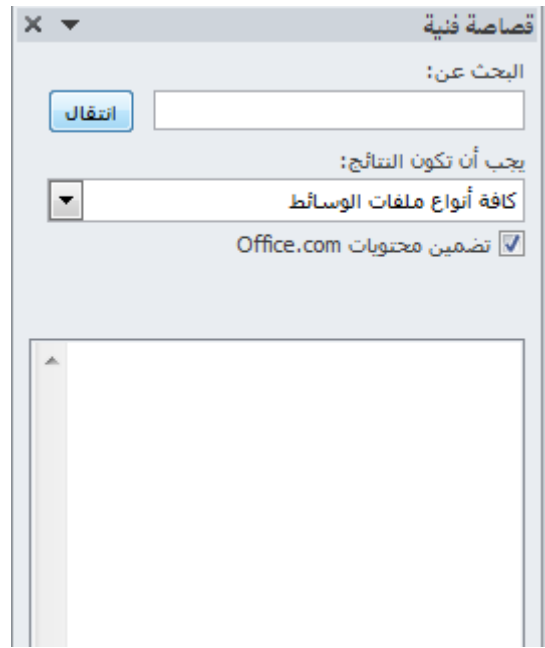 قصاصة فنية
البحث عن:
انتقال
يجب أن تكون النتائج:
كافة أنواع ملفات الوسائط
تضمين محتويات Office.com